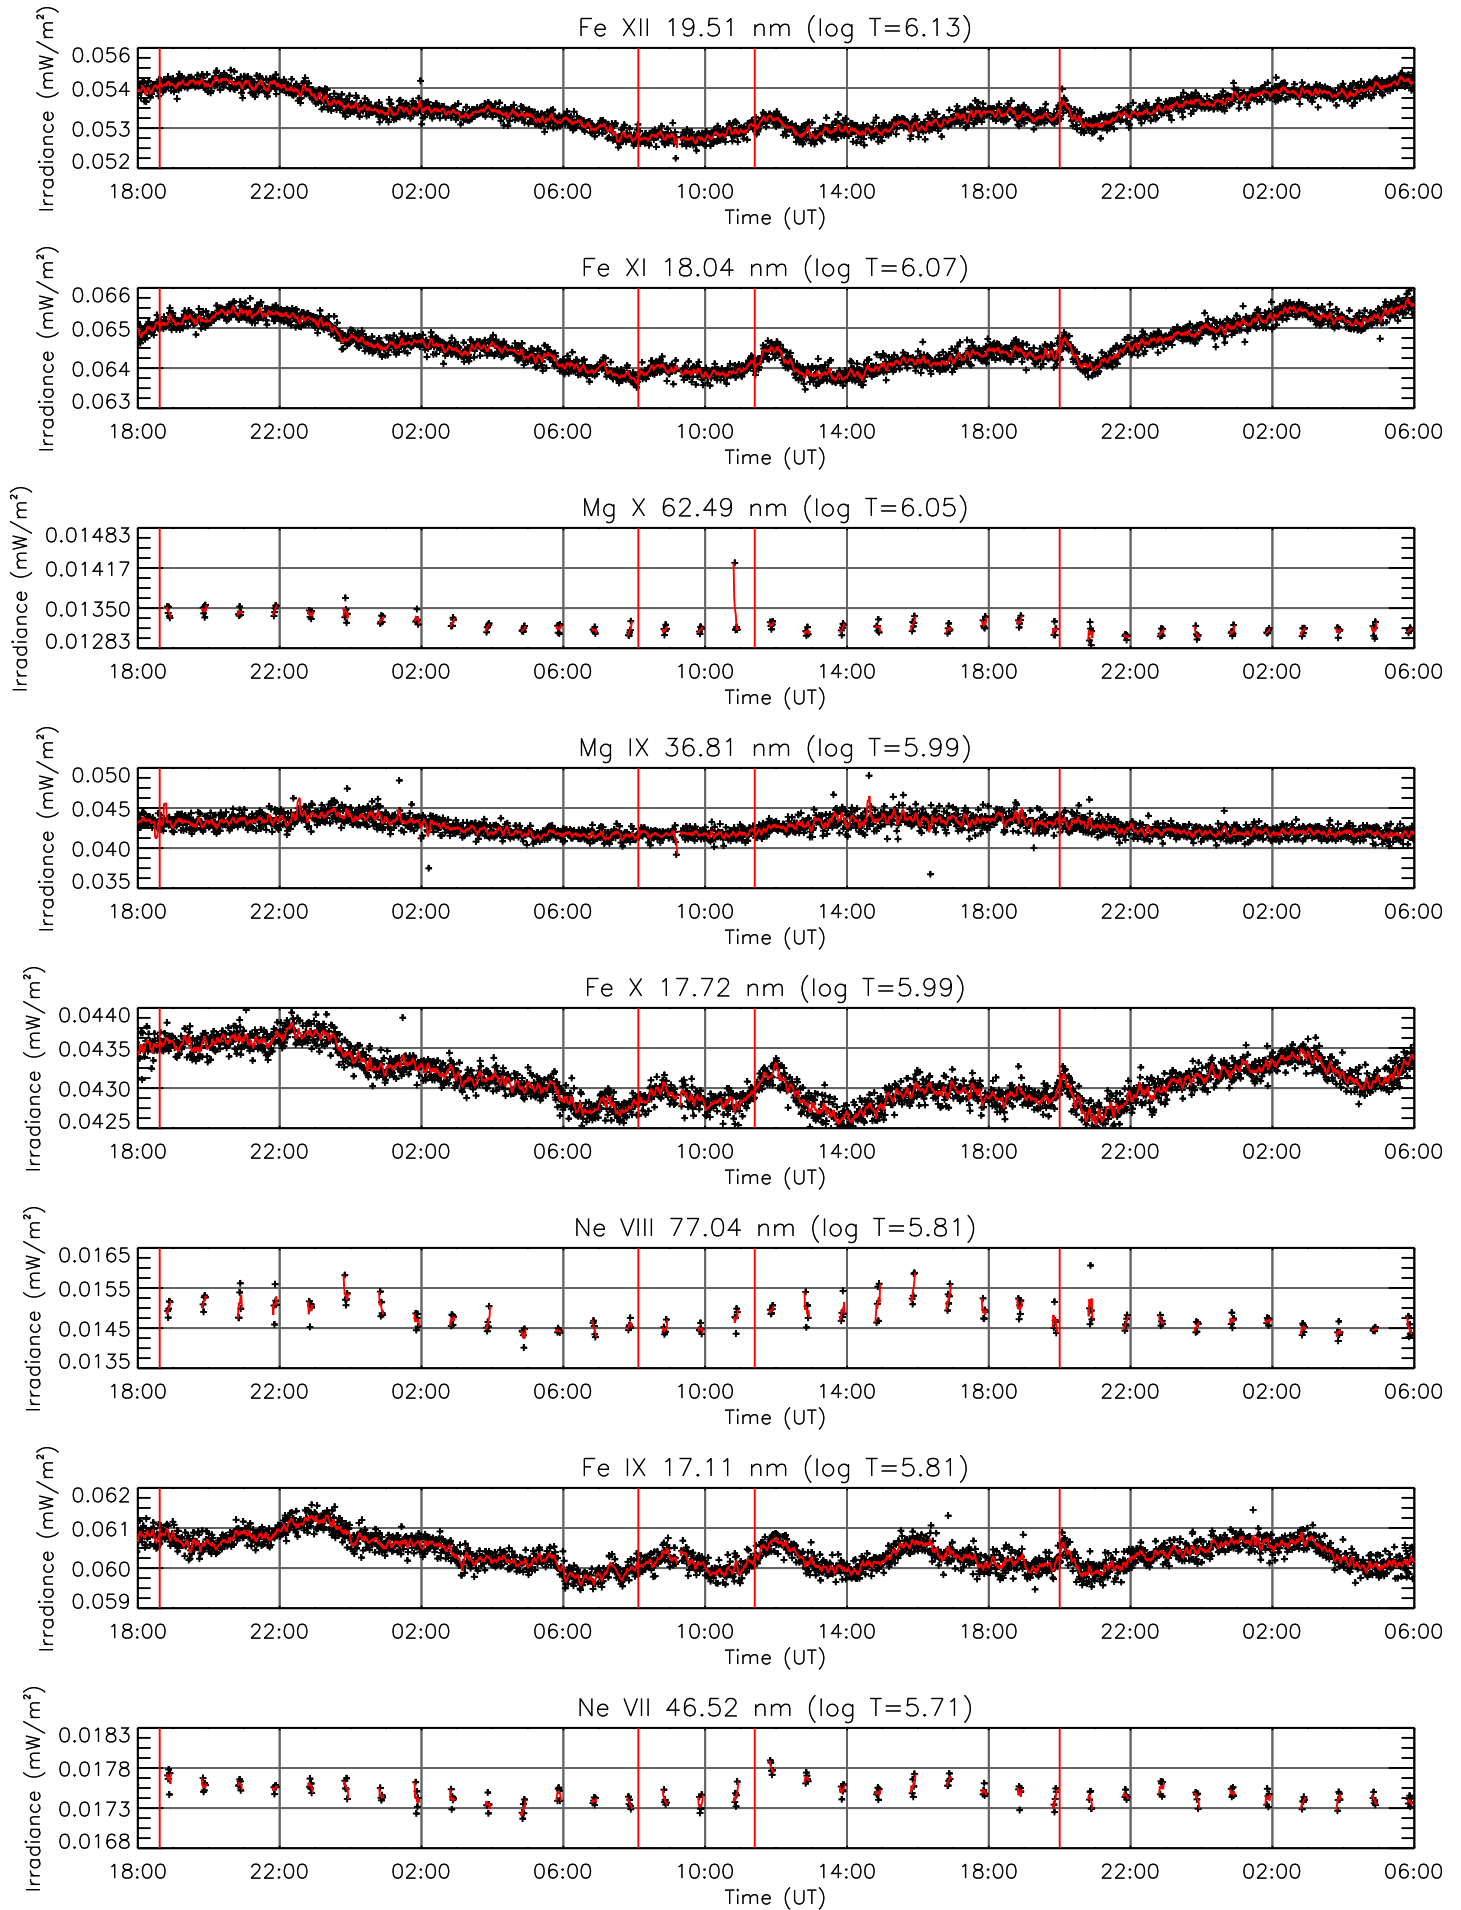 Fe XII 19.51 nm (log T=6.13)
Irradiance (mW/m²)
0.056
0.054
0.053
0.052
18:00 22:00 02:00 06:00 10:00 14:00 18:00 22:00 02:00 06:00
Time (UT)
Fe XI 18.04 nm (log T=6.07)
Irradiance (mW/m²)
0.066
0.065
0.064
0.063
18:00 22:00 02:00 06:00 10:00 14:00 18:00 22:00 02:00 06:00
Time (UT)
Mg X 62.49 nm (log T=6.05)
Irradiance (mW/m²)
0.01483
0.01417
0.01350
0.01283
18:00 22:00 02:00 06:00 10:00 14:00 18:00 22:00 02:00 06:00
Time (UT)
Mg IX 36.81 nm (log T=5.99)
Irradiance (mW/m²)
0.050
0.045
0.040
0.035
18:00 22:00 02:00 06:00 10:00 14:00 18:00 22:00 02:00 06:00
Time (UT)
Fe X 17.72 nm (log T=5.99)
Irradiance (mW/m²)
0.0440
0.0435
0.0430
0.0425
18:00 22:00 02:00 06:00 10:00 14:00 18:00 22:00 02:00 06:00
Time (UT)
Ne VIII 77.04 nm (log T=5.81)
Irradiance (mW/m²)
0.0165
0.0155
0.0145
0.0135
18:00 22:00 02:00 06:00 10:00 14:00 18:00 22:00 02:00 06:00
Time (UT)
Fe IX 17.11 nm (log T=5.81)
Irradiance (mW/m²)
0.062
0.061
0.060
0.059
18:00 22:00 02:00 06:00 10:00 14:00 18:00 22:00 02:00 06:00
Time (UT)
Ne VII 46.52 nm (log T=5.71)
Irradiance (mW/m²)
0.0183
0.0178
0.0173
0.0168
18:00 22:00 02:00 06:00 10:00 14:00 18:00 22:00 02:00 06:00
Time (UT)